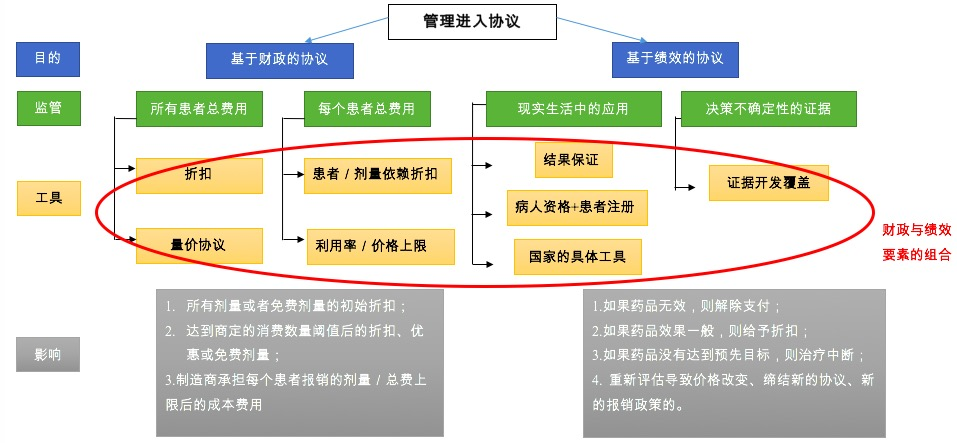 管理进入协议
目的
基于财政的协议
基于绩效的协议
监管
所有患者总费用
每个患者总费用
现实生活中的应用
决策不确定性的证据
工具
折扣
患者/剂量依赖折扣
结果保证
证据开发覆盖
病人资格+患者注册
量价协议
利用率/价格上限
国家的具体工具
财政与绩效
要素的组合
影响
1. 所有剂量或者免费剂量的初始折扣；
2. 达到商定的消费数量阈值后的折扣、优
惠或免费剂量；
3.制造商承担每个患者报销的剂量/总费上
限后的成本费用
1.如果药品无效，则解除支付；
2.如果药品效果一般，则给予折扣；
3.如果药品没有达到预先目标，则治疗中断；
4. 重新评估导致价格改变、缔结新的协议、新
的报销政策的。